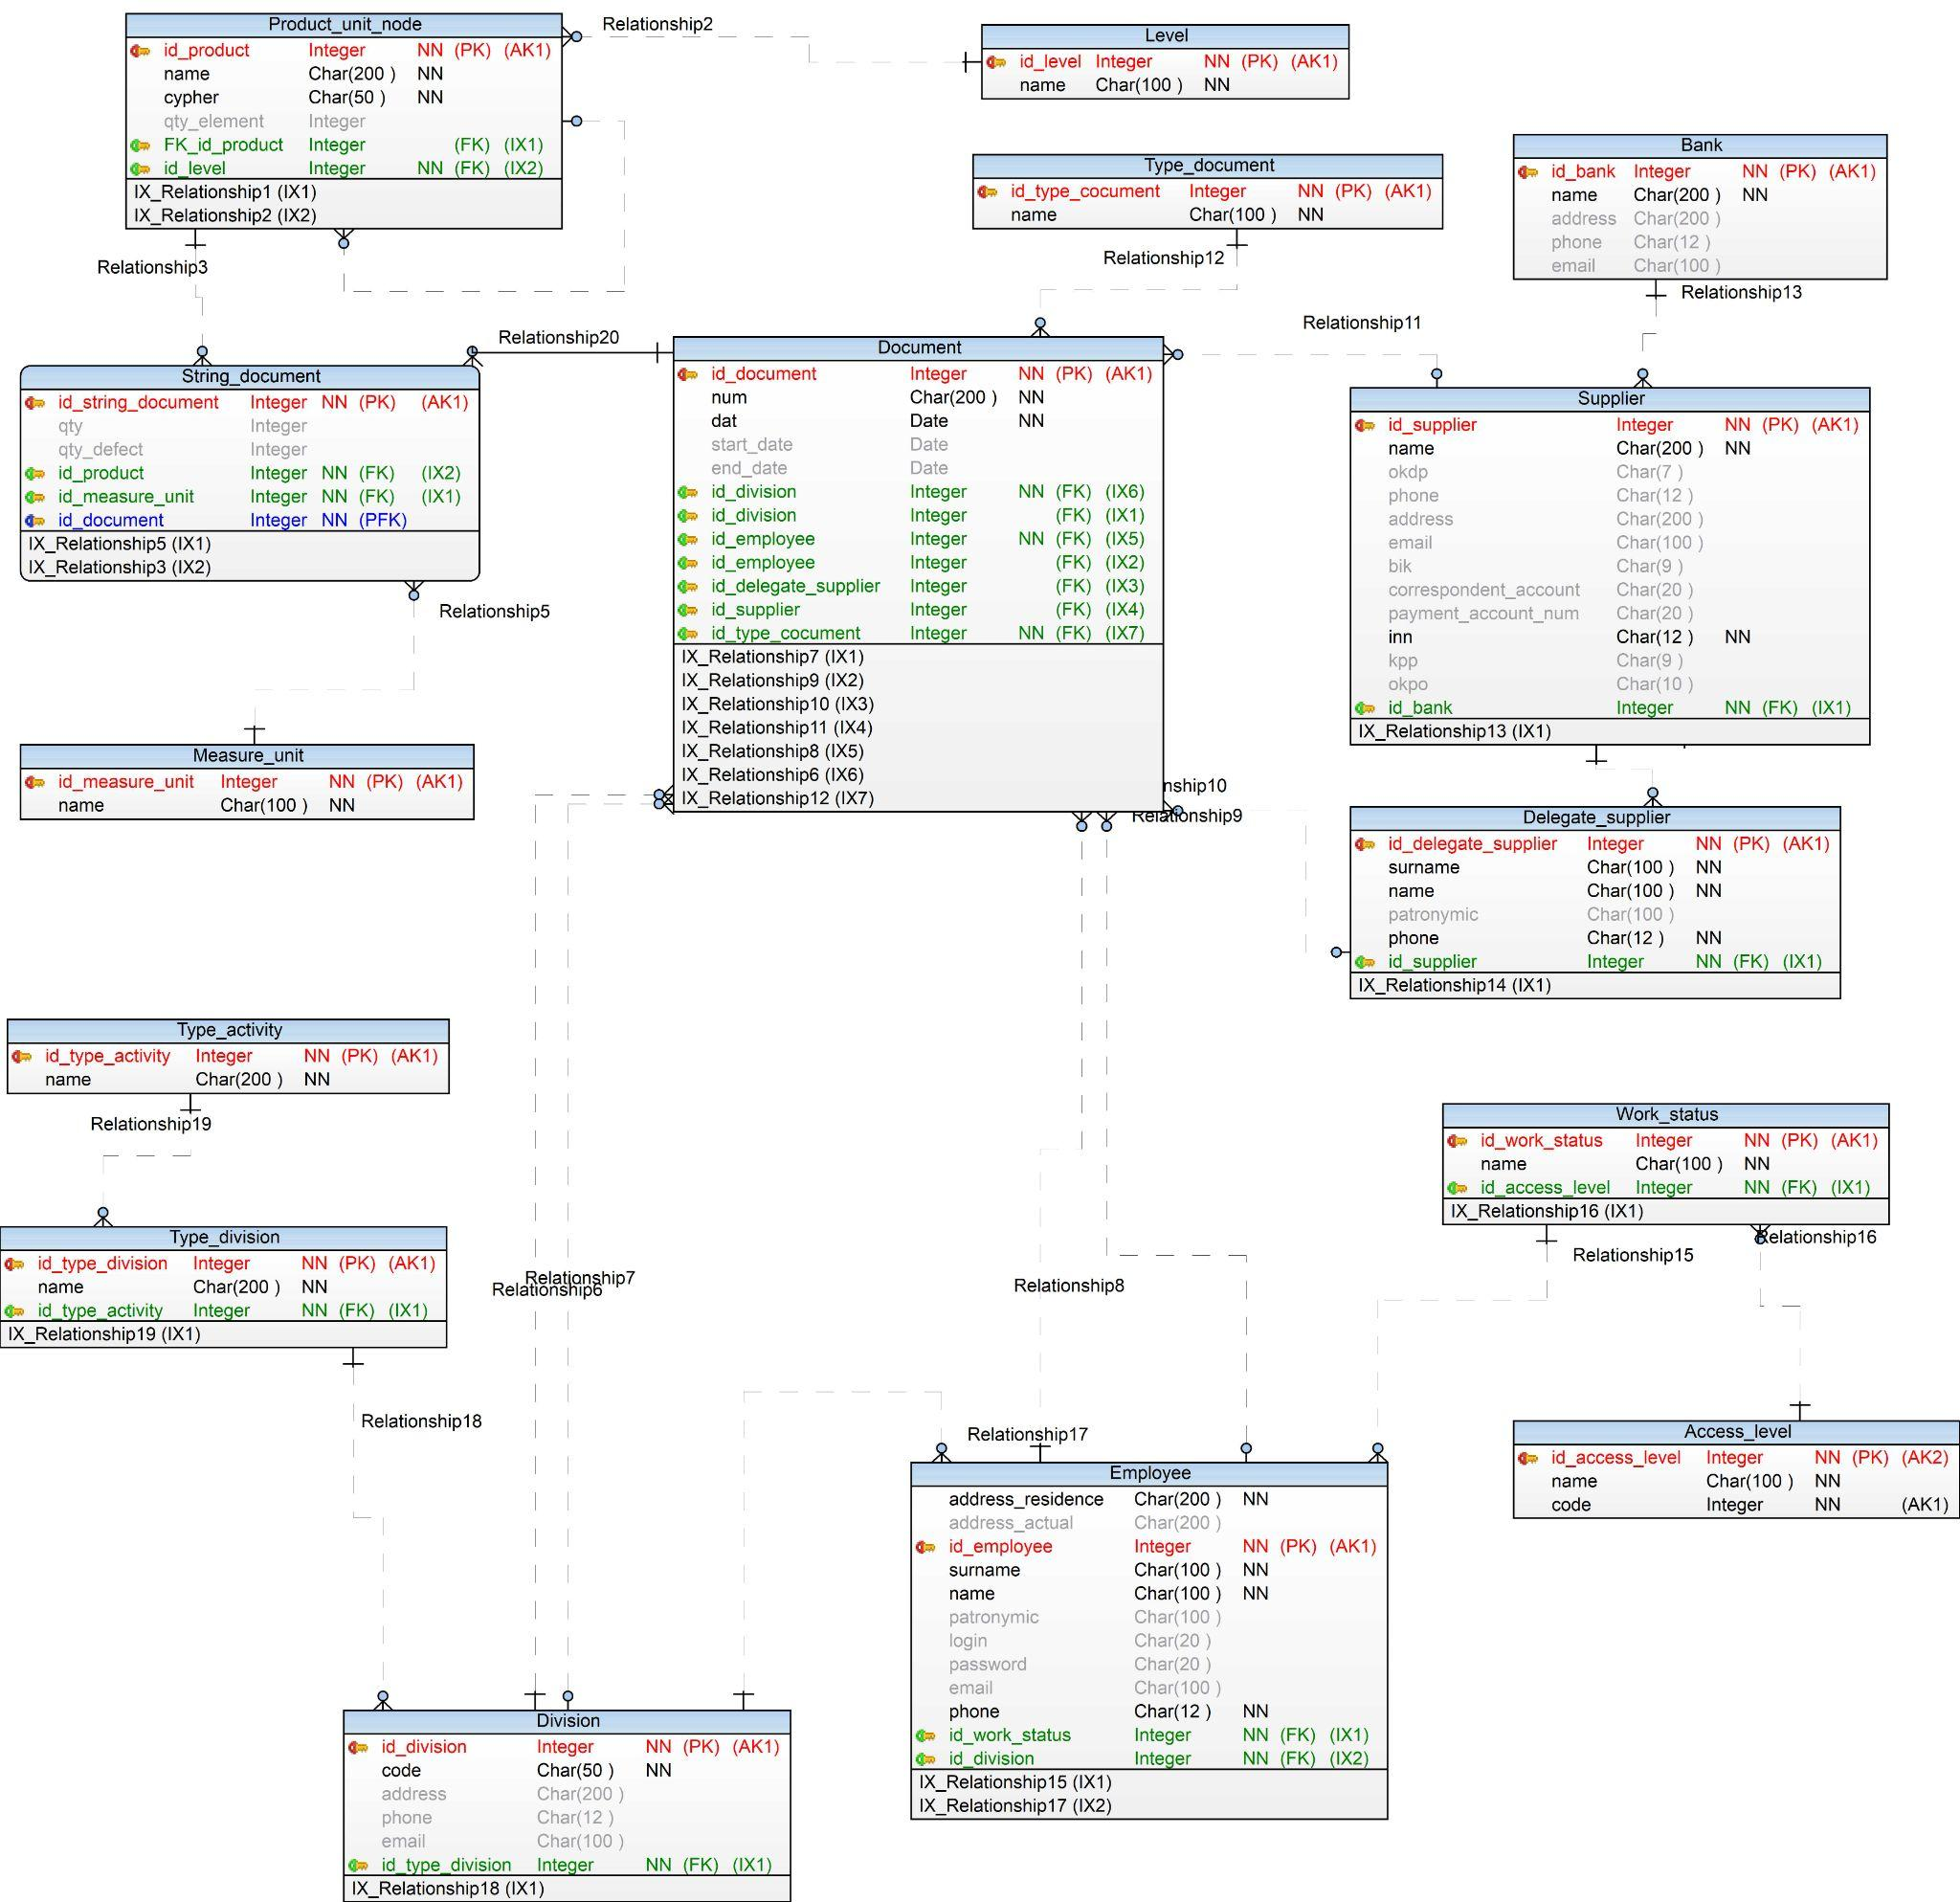 Product_unit_node
id_product Integer NN (PK) (AK1)
name Char(200 ) NN
cypher Char(50 ) NN
qty_element Integer
FK_id_product Integer (FK) (IX1)
id_level Integer NN (FK) (IX2)
IX_Relationship1 (IX1)
IX_Relationship2 (IX2)
Relationship2
Level
id_level Integer NN (PK) (AK1)
name Char(100 ) NN
Type_document
id_type_cocument Integer NN (PK) (AK1)
name Char(100 ) NN
Bank
id_bank Integer NN (PK) (AK1)
name Char(200 ) NN
address Char(200 )
phone Char(12 )
email Char(100 )
Relationship3
Relationship12
Relationship13
Relationship11
Relationship20
String_document
id_string_document Integer NN (PK) (AK1)
qty Integer
qty_defect Integer
id_product Integer NN (FK) (IX2)
id_measure_unit Integer NN (FK) (IX1)
id_document Integer NN (PFK)
IX_Relationship5 (IX1)
IX_Relationship3 (IX2)
Relationship5
Document
id_document Integer NN (PK) (AK1)
num Char(200 ) NN
dat Date NN
start_date Date
end_date Date
id_division Integer NN (FK) (IX6)
id_division Integer (FK) (IX1)
id_employee Integer NN (FK) (IX5)
id_employee Integer (FK) (IX2)
id_delegate_supplier Integer (FK) (IX3)
id_supplier Integer (FK) (IX4)
id_type_cocument Integer NN (FK) (IX7)
IX_Relationship7 (IX1)
IX_Relationship9 (IX2)
IX_Relationship10 (IX3)
IX_Relationship11 (IX4)
IX_Relationship8 (IX5)
IX_Relationship6 (IX6)
IX_Relationship12 (IX7)
Supplier
id_supplier Integer NN (PK) (AK1)
name Char(200 ) NN
okdp Char(7 )
phone Char(12 )
address Char(200 )
email Char(100 )
bik Char(9 )
correspondent_account Char(20 )
payment_account_num Char(20 )
inn Char(12 ) NN
kpp Char(9 )
okpo Char(10 )
id_bank Integer NN (FK) (IX1)
IX_Relationship13 (IX1)
Measure_unit
id_measure_unit Integer NN (PK) (AK1)
name Char(100 ) NN
nship10
Relationship9
Delegate_supplier
id_delegate_supplier Integer NN (PK) (AK1)
surname Char(100 ) NN
name Char(100 ) NN
patronymic Char(100 )
phone Char(12 ) NN
id_supplier Integer NN (FK) (IX1)
IX_Relationship14 (IX1)
Type_activity
id_type_activity Integer NN (PK) (AK1)
name Char(200 ) NN
Relationship19
Type_division
id_type_division Integer NN (PK) (AK1)
name Char(200 ) NN
id_type_activity Integer NN (FK) (IX1)
IX_Relationship19 (IX1)
Relationship7
Relationship6
Relationship8
Work_status
id_work_status Integer NN (PK) (AK1)
name Char(100 ) NN
id_access_level Integer NN (FK) (IX1)
IX_Relationship16 (IX1)
Relationship16
Relationship15
Relationship18
Relationship17
Access_level
id_access_level Integer NN (PK) (AK2)
name Char(100 ) NN
code Integer NN (AK1)
Employee
address_residence Char(200 ) NN
address_actual Char(200 )
id_employee Integer NN (PK) (AK1)
surname Char(100 ) NN
name Char(100 ) NN
patronymic Char(100 )
login Char(20 )
password Char(20 )
email Char(100 )
phone Char(12 ) NN
id_work_status Integer NN (FK) (IX1)
id_division Integer NN (FK) (IX2)
IX_Relationship15 (IX1)
IX_Relationship17 (IX2)
Division
id_division Integer NN (PK) (AK1)
code Char(50 ) NN
address Char(200 )
phone Char(12 )
email Char(100 )
id_type_division Integer NN (FK) (IX1)
IX_Relationship18 (IX1)